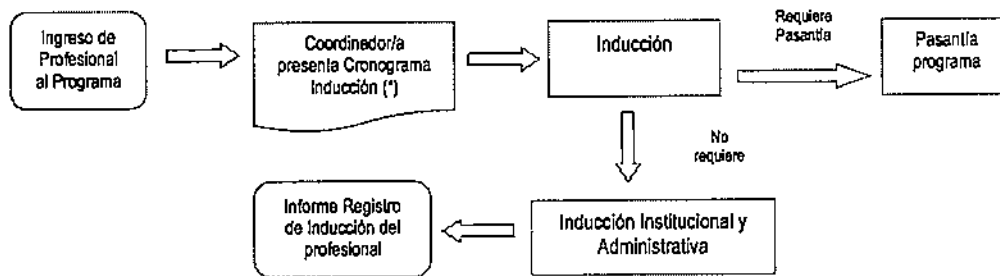 Ingreso de
Profesional
al Programa
Coordinador/a
presenta Cronograma
Inducción (*)
Inducción
Requiere
Pasantía
Pasantía
programa
No
requiere
Informe Registro
de Inducción del
profesional
Inducción Institucional y
Administrativa